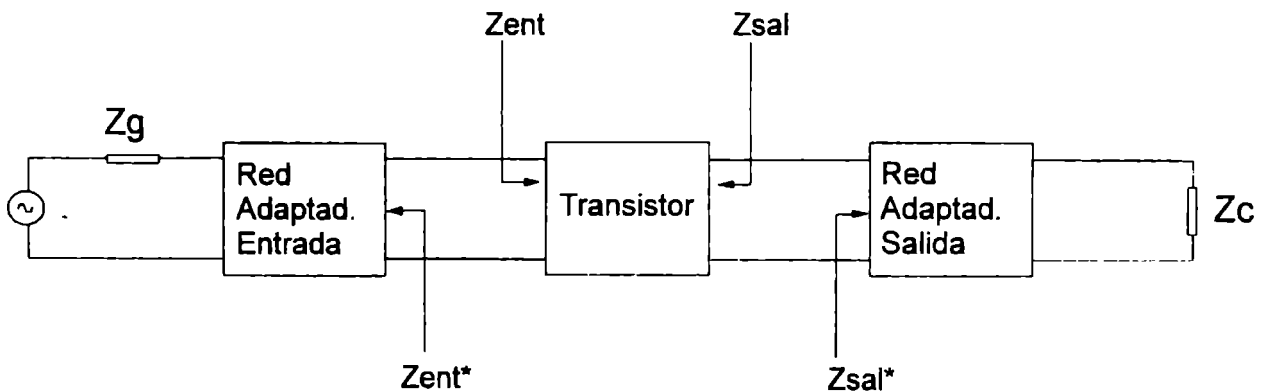 Zent
Zsal
Zg
Red
Adaptad.
Entrada
Transistor
Red
Adaptad.
Salida
Zc
Zent*
Zsal*